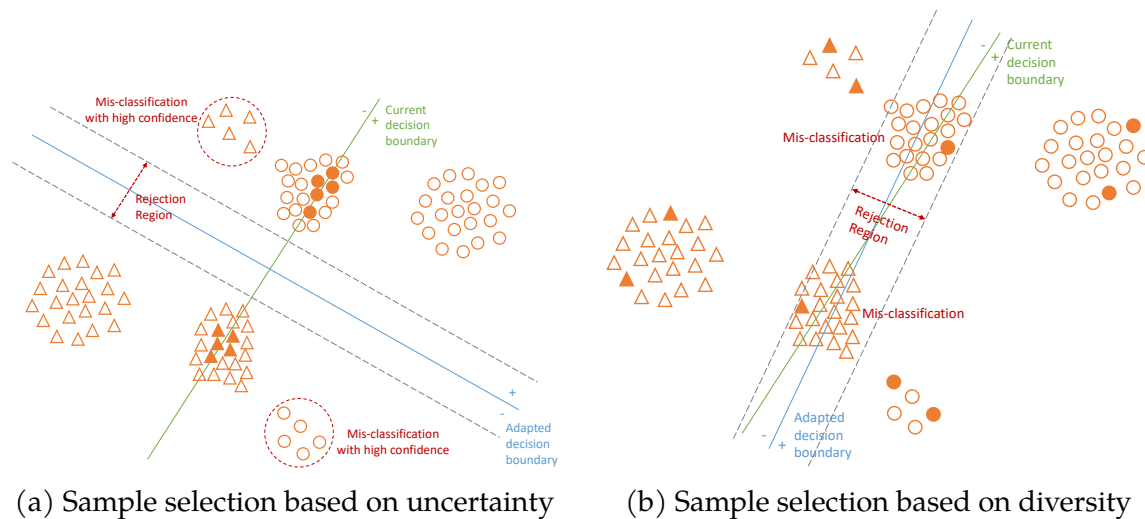 Mis-classification
with high confidence
-
+
Current
decision
boundary
Rejection
Region
+
-
Adapted
decision
boundary
Mis-classification
with high confidence
(a) Sample selection based on uncertainty
-
+
Current
decision
boundary
Mis-classification
Rejection
Region
Mis-classification
-
+
Adapted
decision
boundary
(b) Sample selection based on diversity